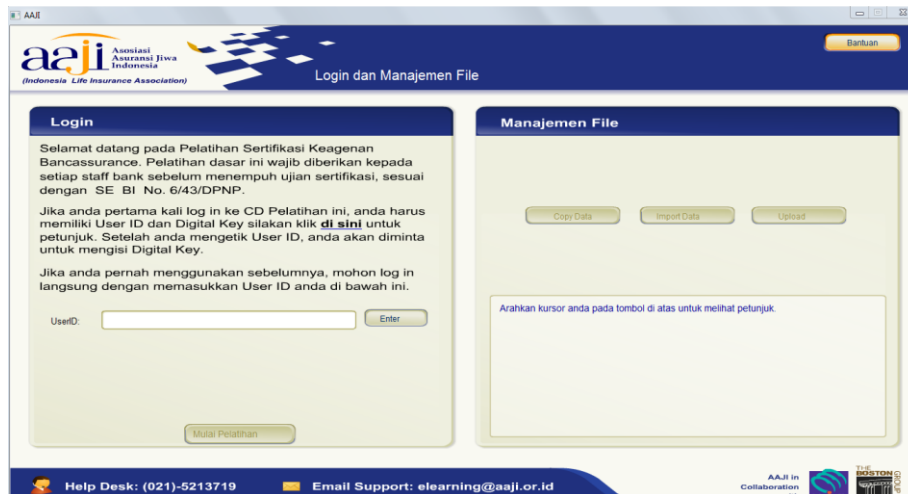 AAJI
aaji
Asosiasi
Asuransi Jiwa
Indonesia
(Indonesia Life Insurance Association)
Login dan Manajemen File
Bantuan
Login
Selamat datang pada Pelatihan Sertifikasi Keagenan
Bancassurance. Pelatihan dasar ini wajib diberikan kepada
setiap staff bank sebelum menempuh ujian sertifikasi, sesuai
dengan SE BI No. 6/43/DPNP.
Jika anda pertama kali log in ke CD Pelatihan ini, anda harus
memiliki User ID dan Digital Key silakan klik di sini untuk
petunjuk. Setelah anda mengetik User ID, anda akan diminta
untuk mengisi Digital Key.
Jika anda pernah menggunakan sebelumnya, mohon log in
langsung dengan memasukkan User ID anda di bawah ini.
UserID:
Enter
Mulai Pelatihan
Manajemen File
Copy Data
Import Data
Upload
Arahkan kursor anda pada tombol di atas untuk melihat petunjuk.
Help Desk: (021)-5213719
Email Support: elearning@aaji.or.id
AAJI in
Collaboration
THE
BOSTON
GROUP